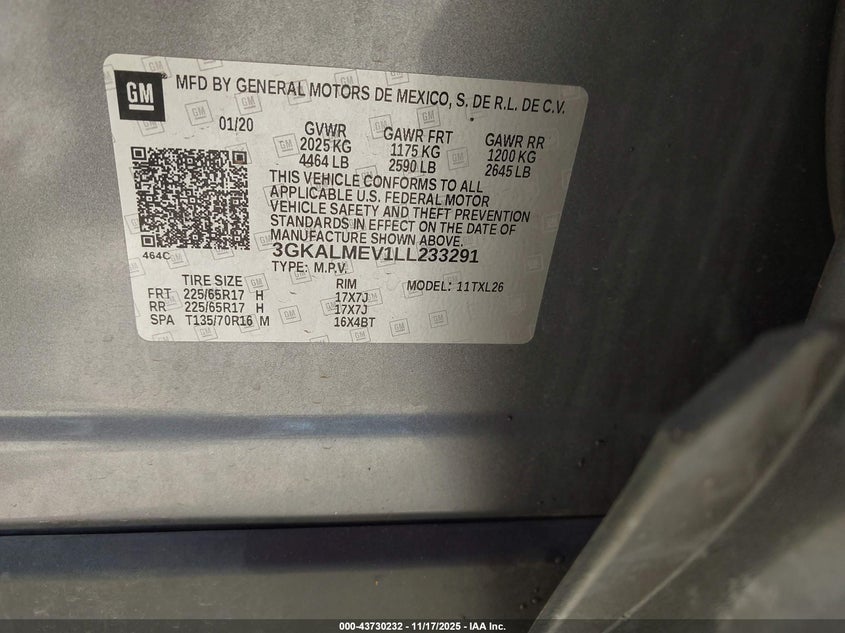 GM MFD BY GENERAL MOTORS DE MEXICO, S. DE R.L. DE C.V.
01/20 GVWR GAWR FRT GAWR RR
2025 KG 1175 KG 1200 KG
4464 LB 2590 LB 2645 LB
THIS VEHICLE CONFORMS TO ALL
APPLICABLE U.S. FEDERAL MOTOR
VEHICLE SAFETY AND THEFT PREVENTION
STANDARDS IN EFFECT ON THE DATE OF
MANUFACTURE SHOWN ABOVE.
464C 3GKALMEV1LL233291
TYPE: M.P.V. 
TIRE SIZE RIM MODEL: 11TXL26
FRT 225/65R17 H 17X7J
RR 225/65R17 H 17X7J
SPA T135/70R16 M 16X4BT
000-43730232 - 11/17/2025 - IAA Inc.